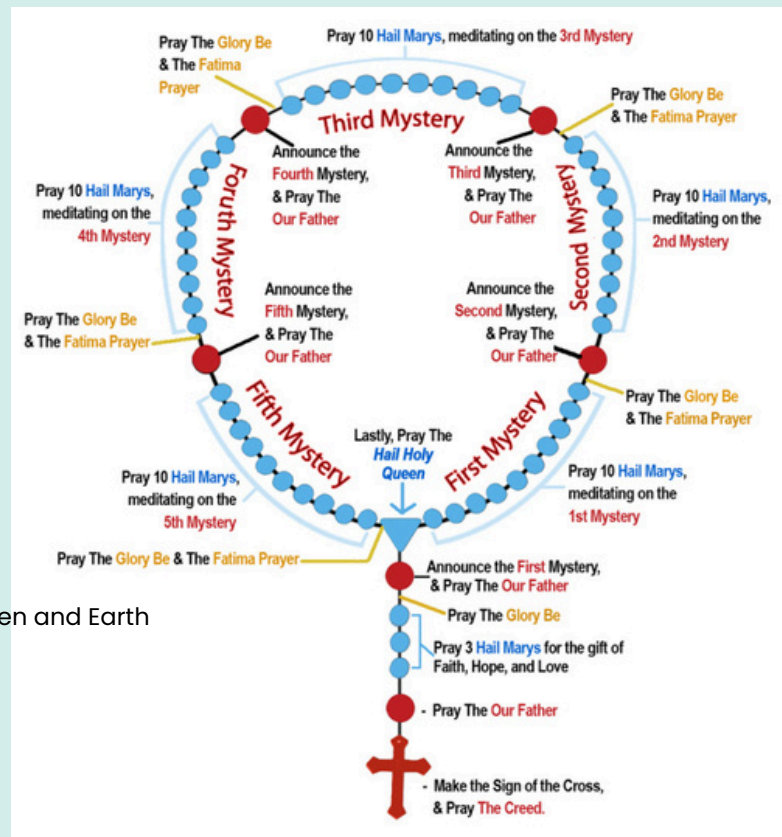 Pray The Glory Be
& The Fatima
Prayer
Pray 10 Hail Marys, meditating on the 3rd Mystery
Pray The Glory Be
& The Fatima Prayer
Third Mystery
Announce the
Fourth Mystery,
& Pray The
Our Father
Announce the
Third Mystery,
& Pray The
Our Father
Pray 10 Hail Marys,
meditating on the
4th Mystery
Foruth Mystery
Second Mystery
Pray 10 Hail Marys,
meditating on the
2nd Mystery
Announce the
Fifth Mystery,
& Pray The
Our Father
Announce the
Second Mystery,
& Pray The
Our Father
Pray The Glory Be
& The Fatima Prayer
Pray The Glory Be
& The Fatima Prayer
Fifth Mystery
First Mystery
Lastly, Pray The
Hail Holy
Queen
Pray 10 Hail Marys,
meditating on the
5th Mystery
Pray 10 Hail Marys,
meditating on the
1st Mystery
Pray The Glory Be & The Fatima Prayer
Announce the First Mystery,
& Pray The Our Father
en and Earth
Pray The Glory Be
Pray 3 Hail Marys for the gift of
Faith, Hope, and Love
- Pray The Our Father
- Make the Sign of the Cross,
& Pray The Creed.